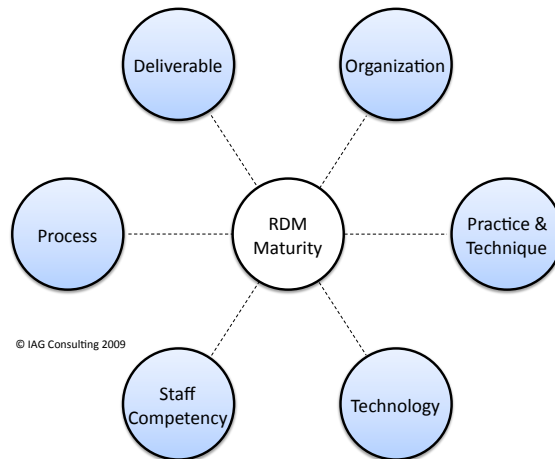 Deliverable
Organization
Process
RDM
Maturity
Practice &
Technique
© IAG Consulting 2009
Staff
Competency
Technology